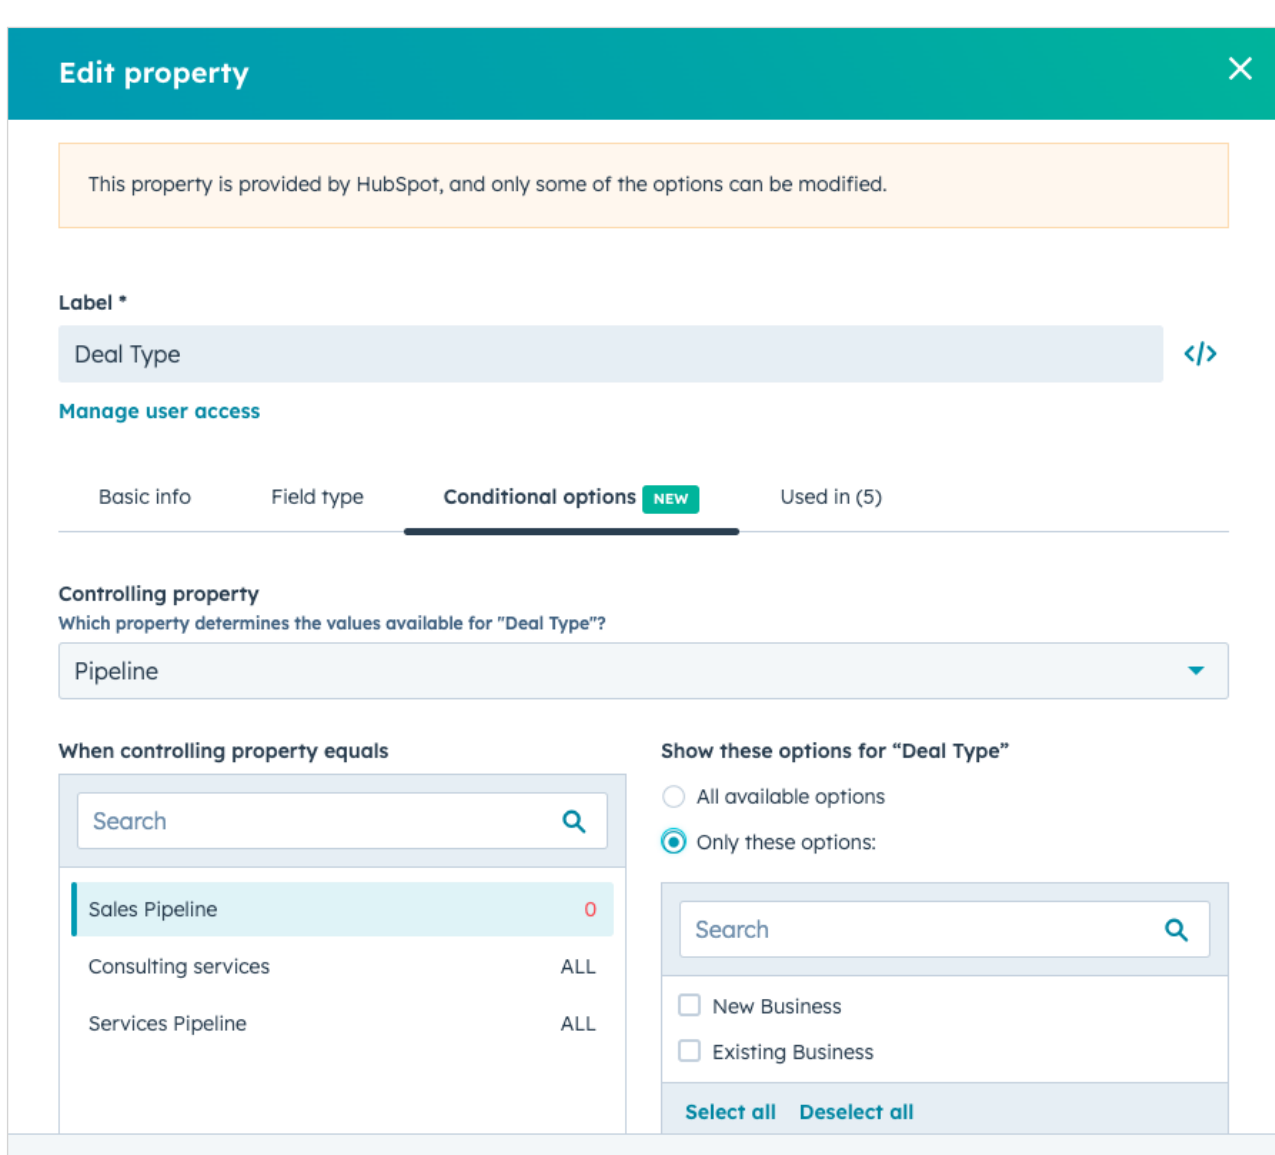 Edit property
This property is provided by HubSpot, and only some of the options can be modified.
Label *
Deal Type
</>
Manage user access
Basic info
Field type
Conditional options NEW
Used in (5)
Controlling property
Which property determines the values available for "Deal Type"?
Pipeline
When controlling property equals
Search
Sales Pipeline 0
Consulting services ALL
Services Pipeline ALL
Show these options for “Deal Type”
All available options
Only these options:
Search
New Business
Existing Business
Select all Deselect all